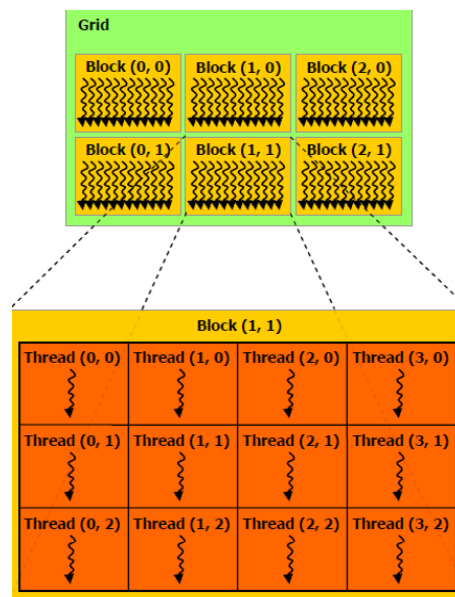 Grid
Block (0, 0) Block (1, 0) Block (2, 0)
Block (0, 1) Block (1, 1) Block (2, 1)
Block (1, 1)
Thread (0, 0) Thread (1, 0) Thread (2, 0) Thread (3, 0)
Thread (0, 1) Thread (1, 1) Thread (2, 1) Thread (3, 1)
Thread (0, 2) Thread (1, 2) Thread (2, 2) Thread (3, 2)